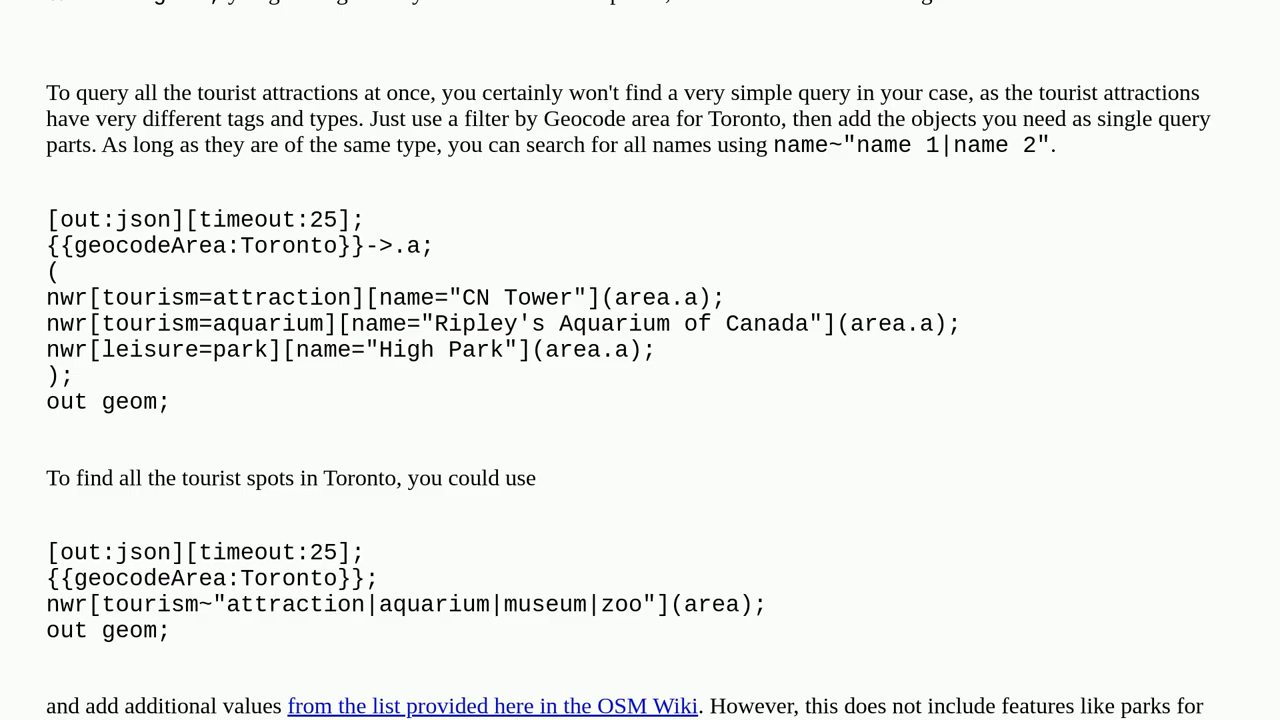 To query all the tourist attractions at once, you certainly won't find a very simple query in your case, as the tourist attractions
have very different tags and types. Just use a filter by Geocode area for Toronto, then add the objects you need as single query
parts. As long as they are of the same type, you can search for all names using name~"name 1|name 2".
[out:json][timeout:25];
{{geocodeArea:Toronto}}->.a;
(
nwr[tourism=attraction][name="CN Tower"](area.a);
nwr[tourism=aquarium][name="Ripley's Aquarium of Canada"](area.a);
nwr[leisure=park][name="High Park"](area.a);
);
out geom;
To find all the tourist spots in Toronto, you could use
[out:json][timeout:25];
{{geocodeArea:Toronto}};
nwr[tourism~"attraction|aquarium|museum|zoo"](area);
out geom;
and add additional values from the list provided here in the OSM Wiki. However, this does not include features like parks for